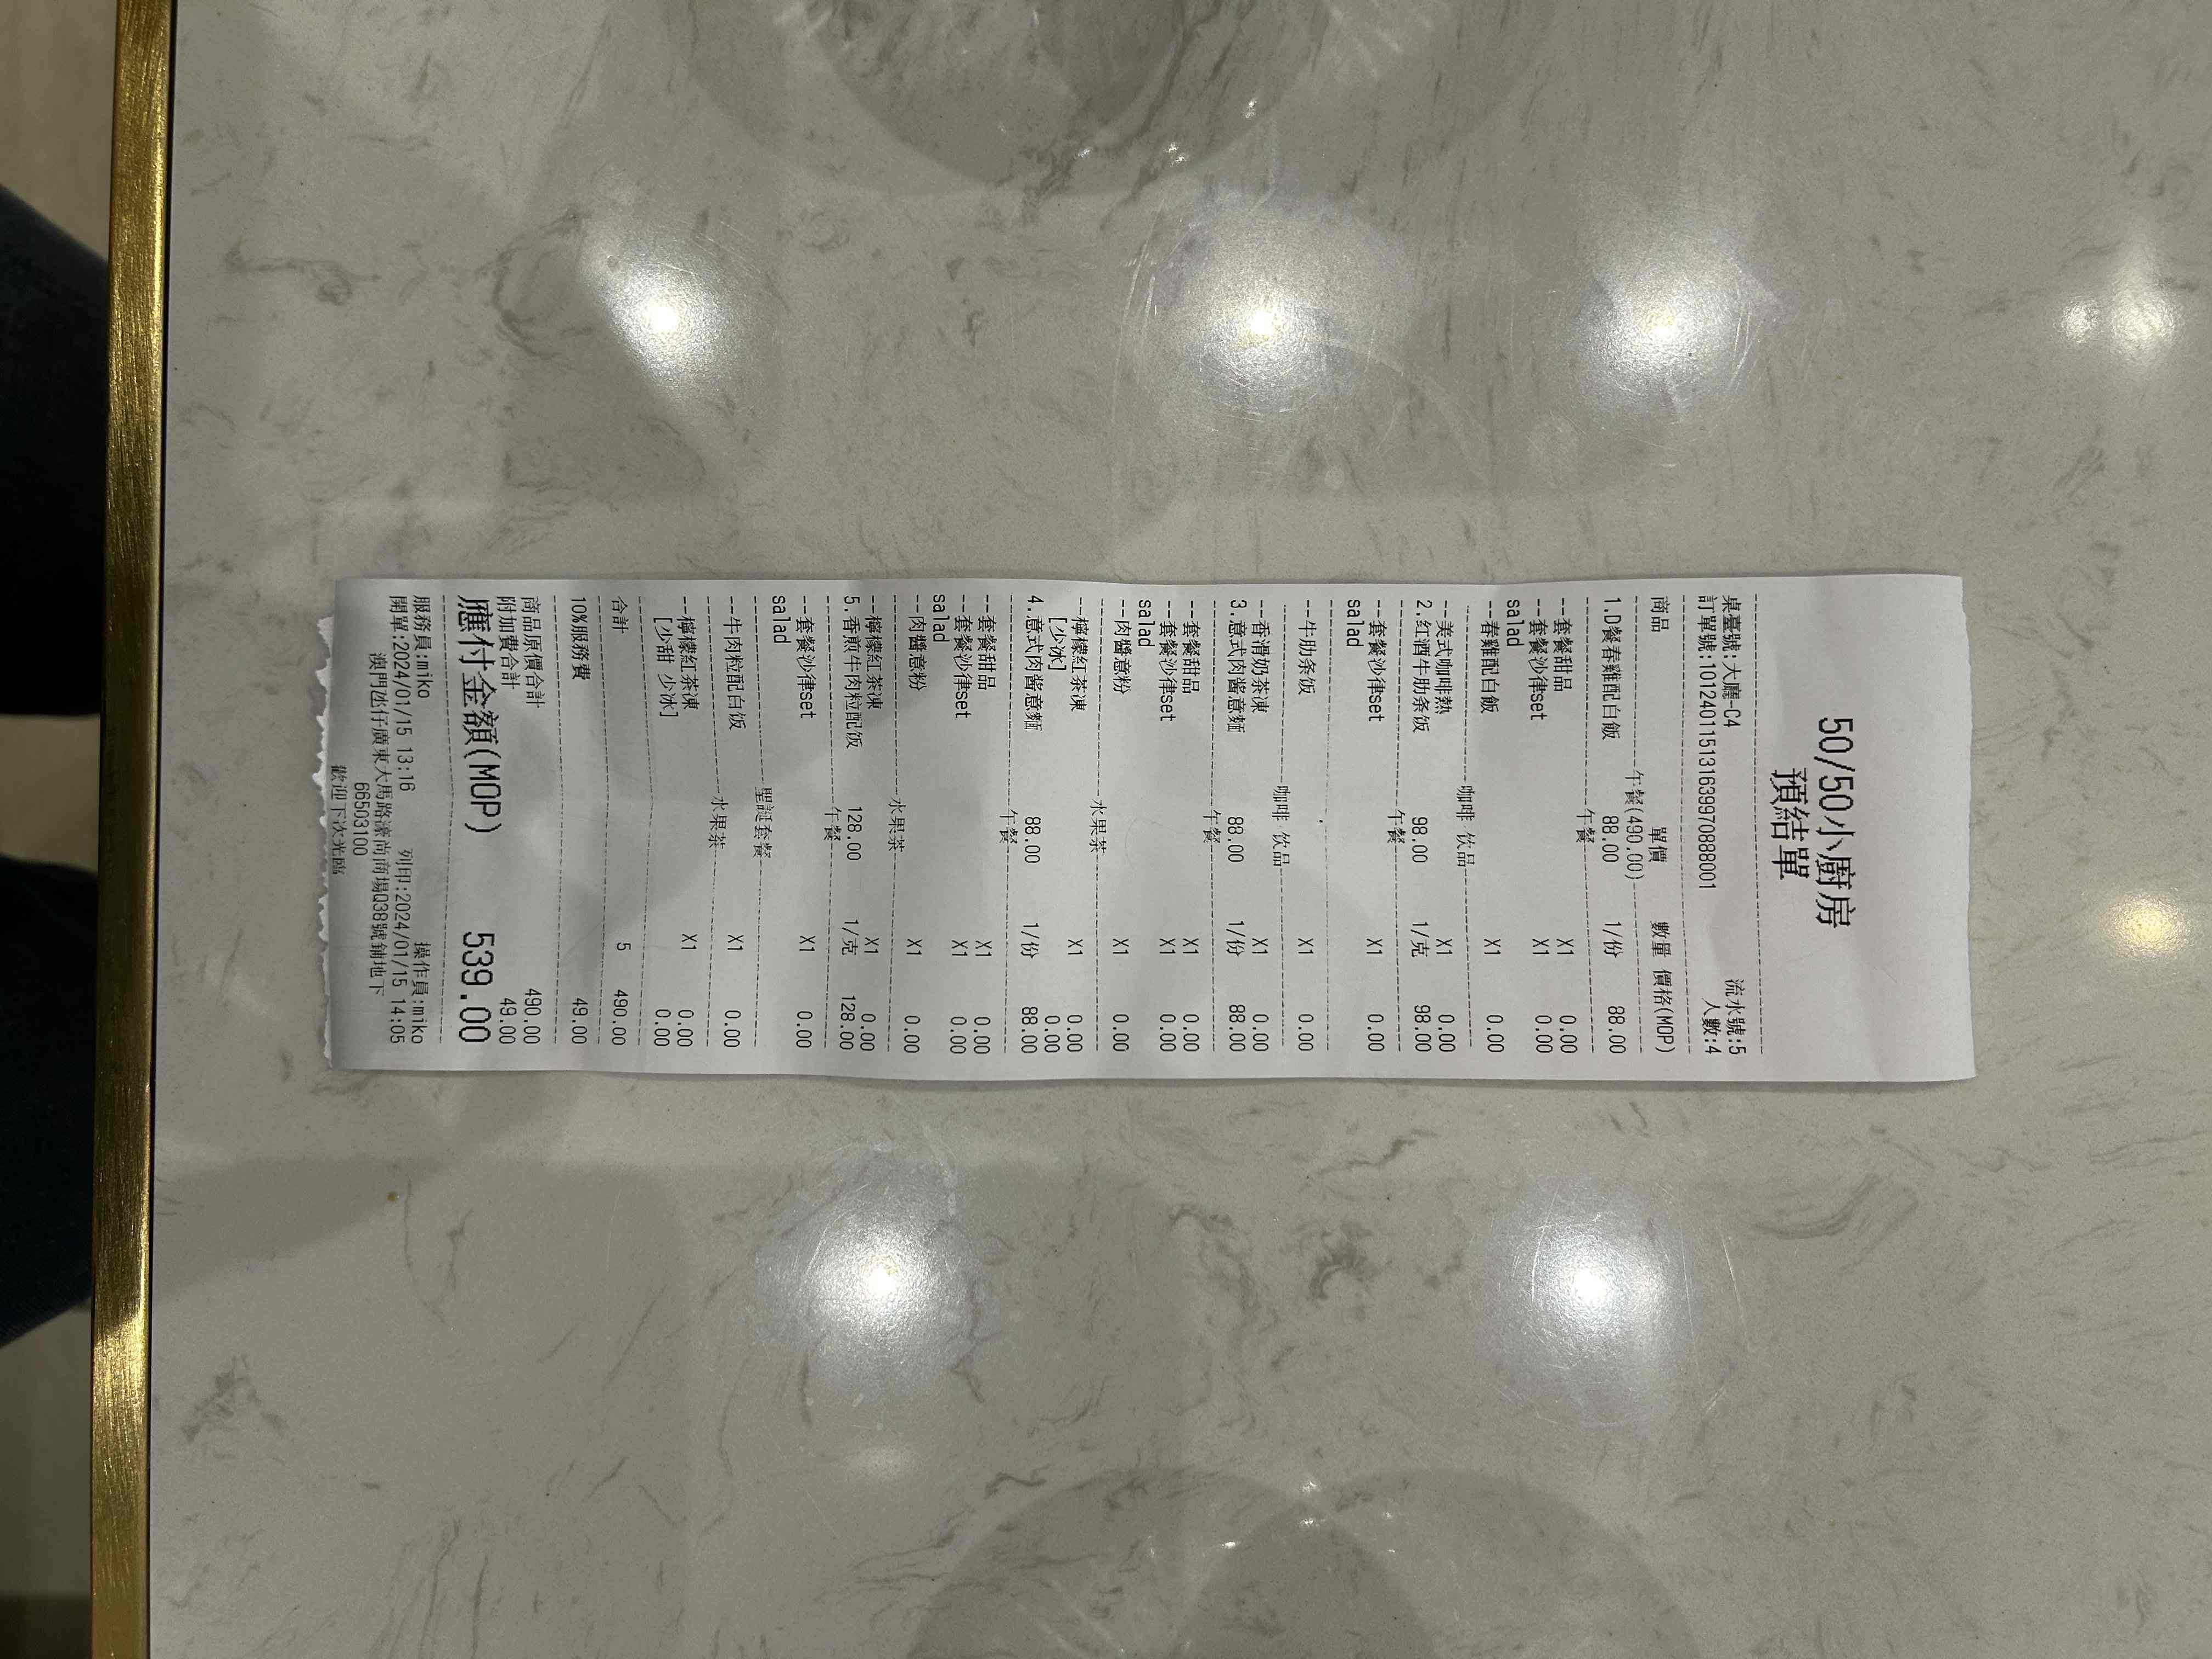 50/50小廚房
預結單
桌臺號:大廳-C4 流水號:5
訂單號:101240115131639970888001 人數:4
商品 單價 數量 價格(MOP)
午餐(490.00)
1.D餐春雞配白飯 88.00 1/份 88.00
午餐
--套餐甜品 X1 0.00
--套餐沙律set X1 0.00
salad
--春雞配白飯 X1 0.00
咖啡 飲品
--美式咖啡熱 X1 0.00
2.红酒牛肋条饭 98.00 1/克 98.00
午餐
--套餐沙律set X1 0.00
salad
--牛肋条饭 X1 0.00
咖啡 飲品
--香滑奶茶凍 X1 0.00
3.意式肉酱意麵 88.00 1/份 88.00
午餐
--套餐甜品 X1 0.00
--套餐沙律set X1 0.00
salad
--肉醬意粉 X1 0.00
水果茶
--檸檬紅茶凍 X1 0.00
[少冰] 0.00
4.意式肉酱意麵 88.00 1/份 88.00
午餐
--套餐甜品 X1 0.00
--套餐沙律set X1 0.00
salad
--肉醬意粉 X1 0.00
水果茶
--檸檬紅茶凍 X1 0.00
5.香煎牛肉粒配饭 128.00 1/克 128.00
午餐
--套餐沙律set X1 0.00
salad
聖誕套餐
--牛肉粒配白饭 X1 0.00
水果茶
--檸檬紅茶凍 X1 0.00
[少甜 少冰] 0.00
合計 5 490.00
10%服務費 49.00
商品原價合計 490.00
附加費合計 49.00
應付金額(MOP) 539.00
服務員:miko 操作員:miko
開單:2024/01/15 13:16 列印:2024/01/15 14:05
澳門氹仔廣東大馬路濠尚商場Q38號鋪地下
66503100
歡迎下次光臨